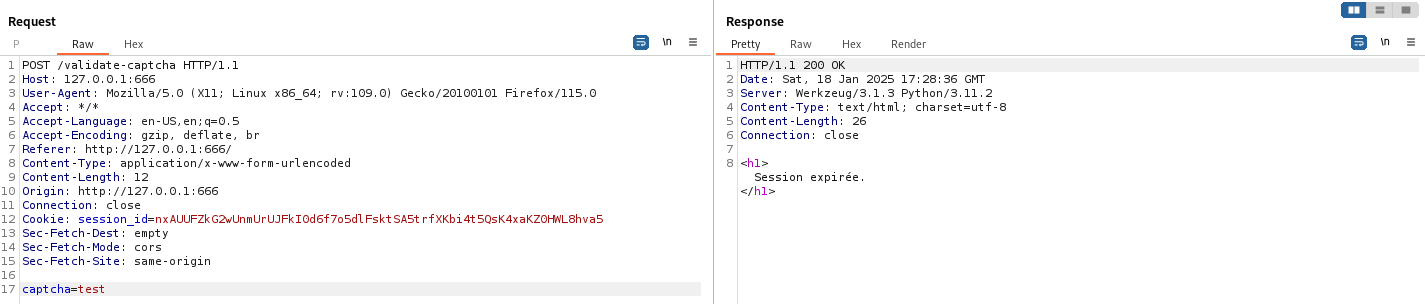 Request
P Raw Hex \n
1 POST /validate-captcha HTTP/1.1
2 Host: 127.0.0.1:666
3 User-Agent: Mozilla/5.0 (X11; Linux x86_64; rv:109.0) Gecko/20100101 Firefox/115.0
4 Accept: */*
5 Accept-Language: en-US,en;q=0.5
6 Accept-Encoding: gzip, deflate, br
7 Referer: http://127.0.0.1:666/
8 Content-Type: application/x-www-form-urlencoded
9 Content-Length: 12
10 Origin: http://127.0.0.1:666
11 Connection: close
12 Cookie: session_id=nxAUUFZkG2wUnmUrUJFkI0d6f7o5dlFsktSA5trfXKbi4t5QsK4xaKZ0HWL8hva5
13 Sec-Fetch-Dest: empty
14 Sec-Fetch-Mode: cors
15 Sec-Fetch-Site: same-origin
16
17 captcha=test
Response
Pretty Raw Hex Render \n
1 HTTP/1.1 200 OK
2 Date: Sat, 18 Jan 2025 17:28:36 GMT
3 Server: Werkzeug/3.1.3 Python/3.11.2
4 Content-Type: text/html; charset=utf-8
5 Content-Length: 26
6 Connection: close
7
8 <h1>
Session expirée.
</h1>